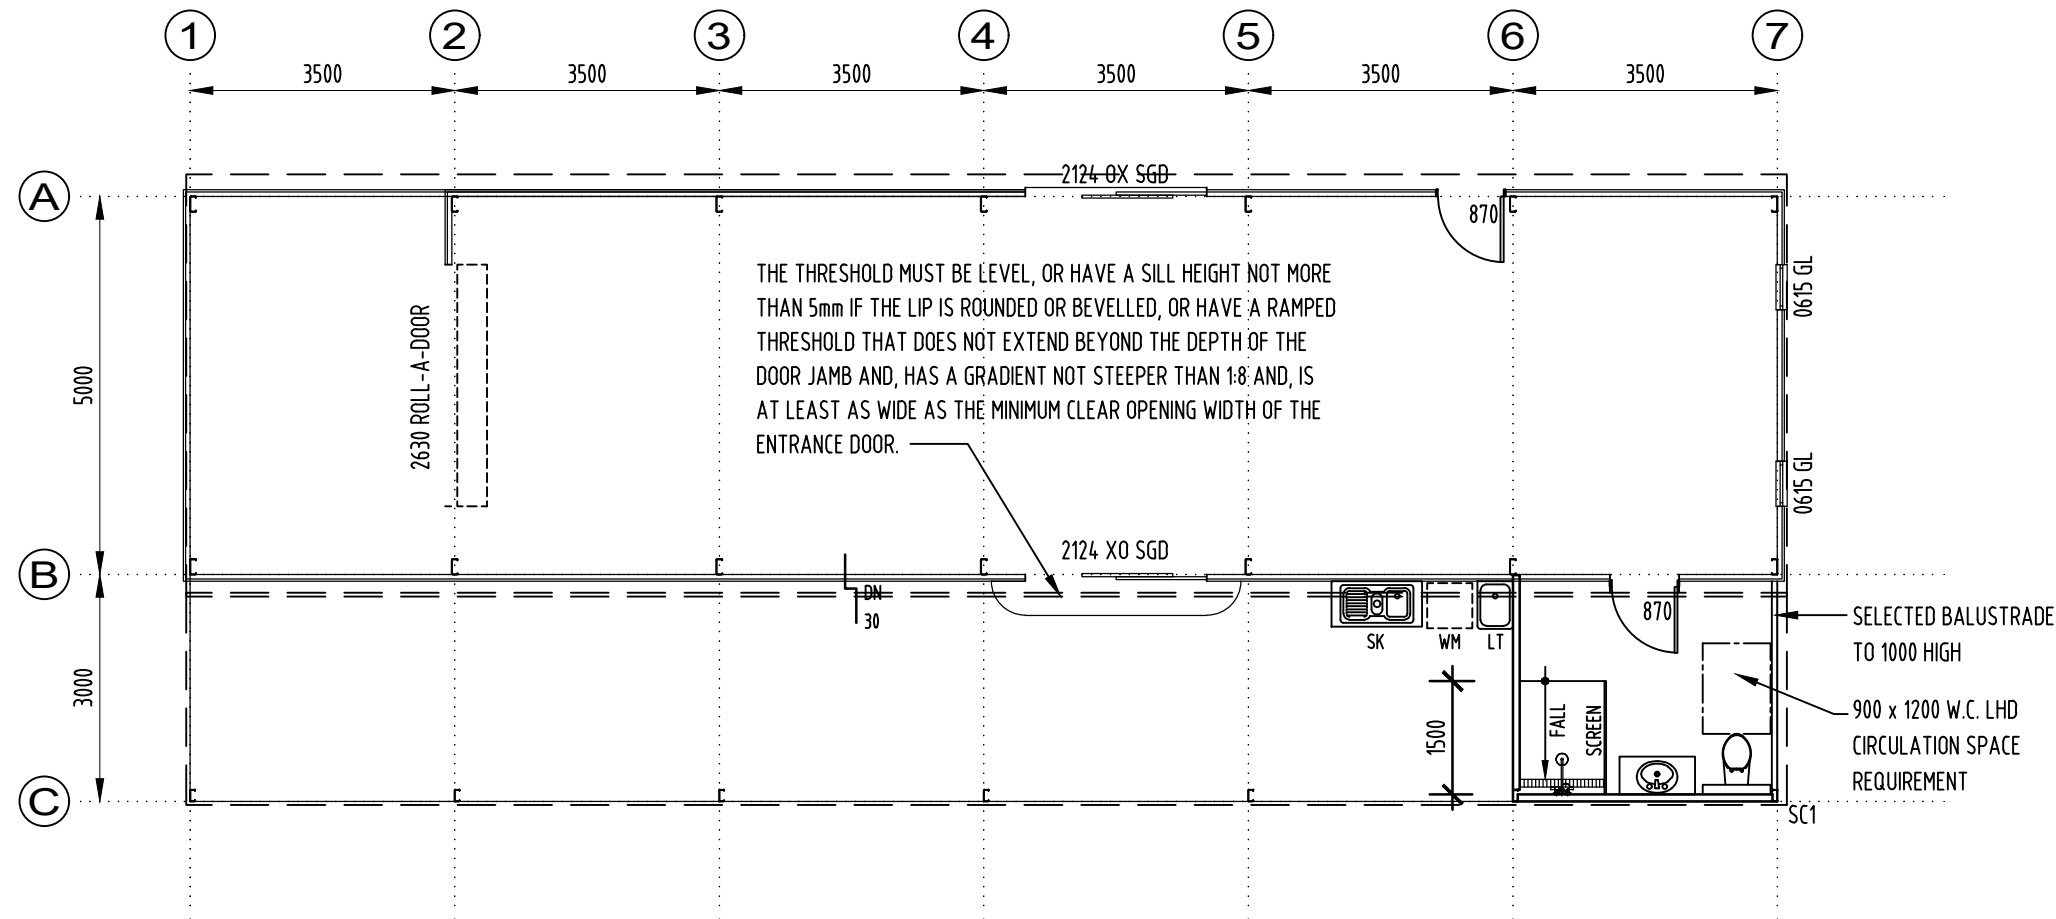 1 2 3 4 5 6 7
3500 3500 3500 3500 3500 3500
2124 OX SGD
A
870
THE THRESHOLD MUST BE LEVEL, OR HAVE A SILL HEIGHT NOT MORE
THAN 5mm IF THE LIP IS ROUNDED OR BEVELLED, OR HAVE A RAMPED
THRESHOLD THAT DOES NOT EXTEND BEYOND THE DEPTH OF THE
DOOR JAMB AND, HAS A GRADIENT NOT STEEPER THAN 1:8 AND, IS
AT LEAST AS WIDE AS THE MINIMUM CLEAR OPENING WIDTH OF THE
ENTRANCE DOOR.
0615 GL
2630 ROLL-A-DOOR
5000
0615 GL
2124 XO SGD
B
DN
30
870
SK WM LT
SELECTED BALUSTRADE
TO 1000 HIGH
3000
1500
FALL
SCREEN
900 x 1200 W.C. LHD
CIRCULATION SPACE
REQUIREMENT
C
SC1